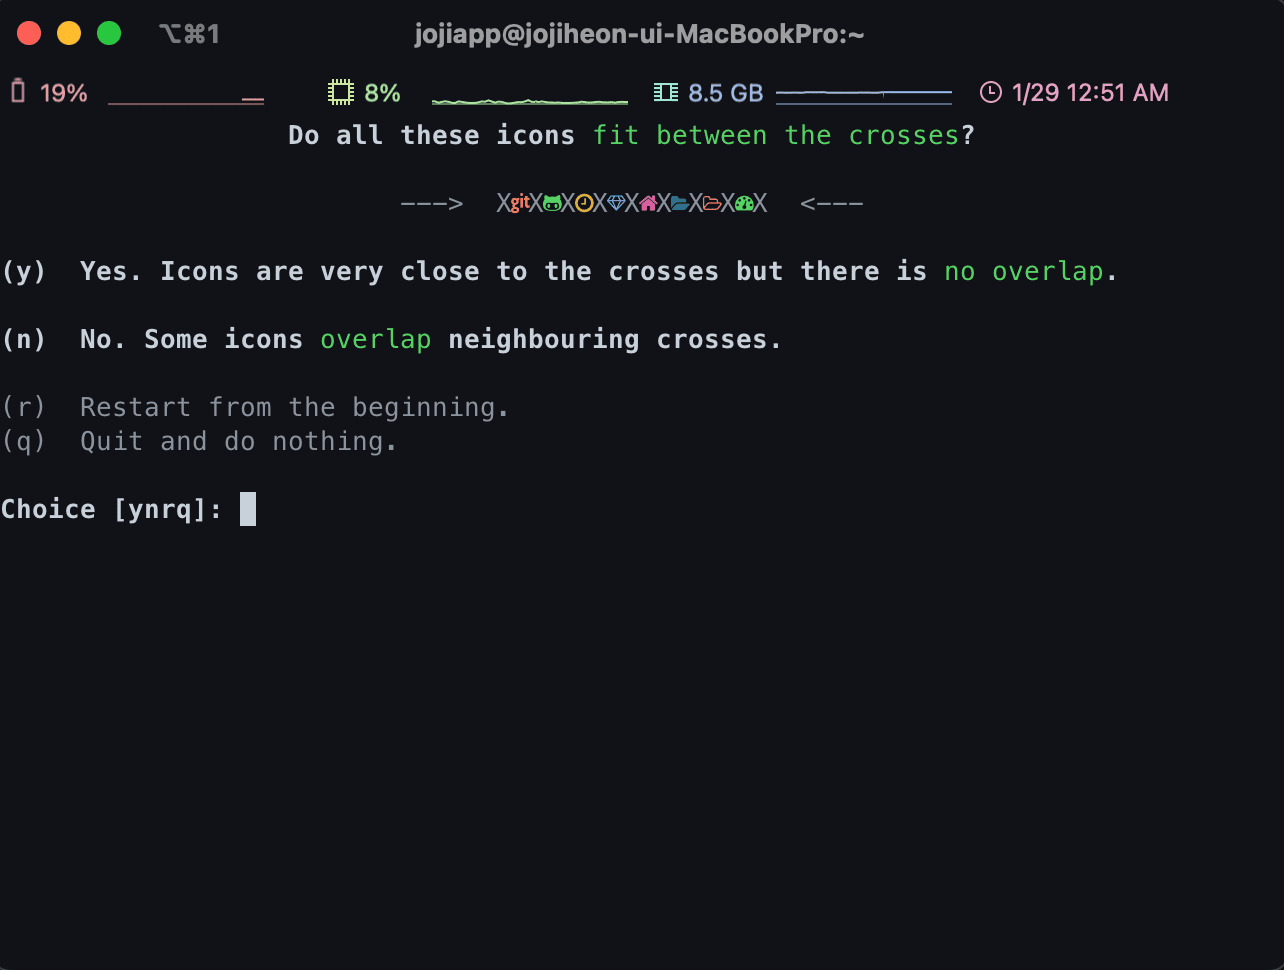 ⌥⌘1 jojiapp@jojiheon-ui-MacBookPro:~
19% 8% 8.5 GB 1/29 12:51 AM
Do all these icons fit between the crosses?
---> XgitXXXXXXXX <---
(y) Yes. Icons are very close to the crosses but there is no overlap.
(n) No. Some icons overlap neighbouring crosses.
(r) Restart from the beginning.
(q) Quit and do nothing.
Choice [ynrq]: